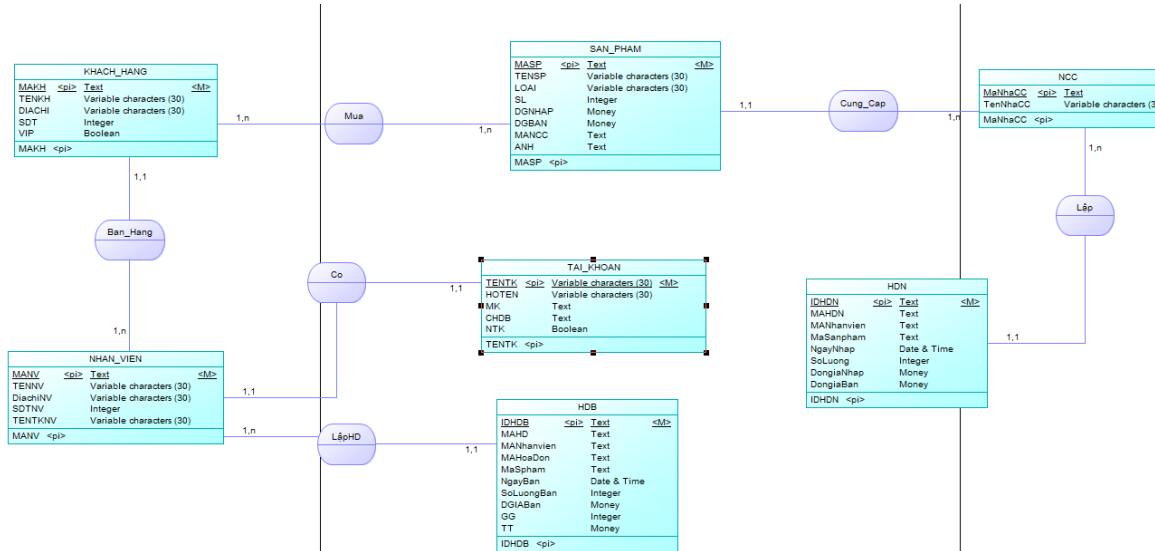 KHACH_HANG
MAKH <pi> Text <M>
TENKH Variable characters (30)
DIACHI Variable characters (30)
SDT Integer
VIP Boolean
MAKH <pi>
1,n
Mua
1,n
SAN_PHAM
MASP <pi> Text <M>
TENSP Variable characters (30)
LOAI Variable characters (30)
SL Integer
DGNHAP Money
DGBAN Money
MANCC Text
ANH Text
MASP <pi>
1,1
Cung_Cap
1,n
NCC
MaNhaCC <pi> Text
TenNhaCC Variable characters (3
MaNhaCC <pi>
1,n
Lập
1,1
1,1
Ban_Hang
1,n
Co
1,1
TAI_KHOAN
TENTK <pi> Variable characters (30) <M>
HOTEN Variable characters (30)
MK Text
CHDB Text
NTK Boolean
TENTK <pi>
HDN
IDHDN <pi> Text <M>
MAHDN Text
MANhanvien Text
MaSanpham Text
NgayNhap Date & Time
SoLuong Integer
DongiaNhap Money
DongiaBan Money
IDHDN <pi>
NHAN_VIEN
MANV <pi> Text <M>
TENNV Variable characters (30)
DiachiNV Variable characters (30)
SDTNV Integer
TENTKNV Variable characters (30)
MANV <pi>
1,1
1,n
LậpHD
1,1
HDB
IDHDB <pi> Text <M>
MAHD Text
MANhanvien Text
MAHoaDon Text
MaSpham Text
NgayBan Date & Time
SoLuongBan Integer
DGIABan Money
GG Integer
TT Money
IDHDB <pi>